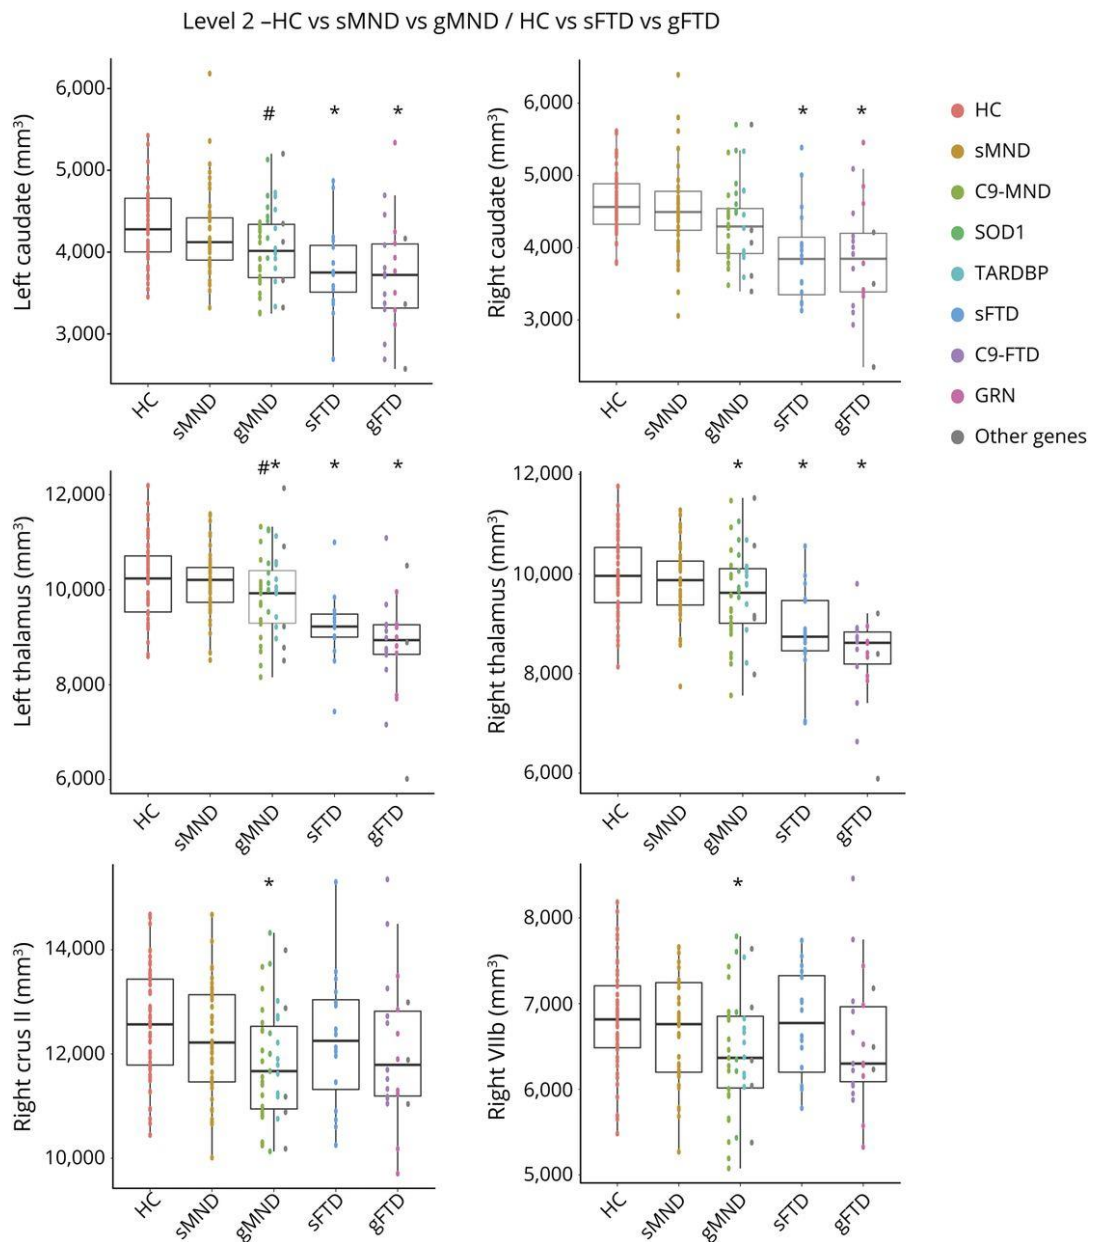 Level 2 –HC vs sMND vs gMND / HC vs sFTD vs gFTD
Left caudate (mm³)
6,000
5,000
4,000
3,000
# * *
HC sMND gMND sFTD gFTD
Right caudate (mm³)
6,000
5,000
4,000
3,000
* *
HC sMND gMND sFTD gFTD
HC
sMND
C9-MND
SOD1
TARDBP
sFTD
C9-FTD
GRN
Other genes
Left thalamus (mm³)
12,000
10,000
8,000
6,000
#* * *
HC sMND gMND sFTD gFTD
Right thalamus (mm³)
12,000
10,000
8,000
6,000
* * *
HC sMND gMND sFTD gFTD
Right crus II (mm³)
14,000
12,000
10,000
*
HC sMND gMND sFTD gFTD
Right VIIb (mm³)
8,000
7,000
6,000
5,000
*
HC sMND gMND sFTD gFTD